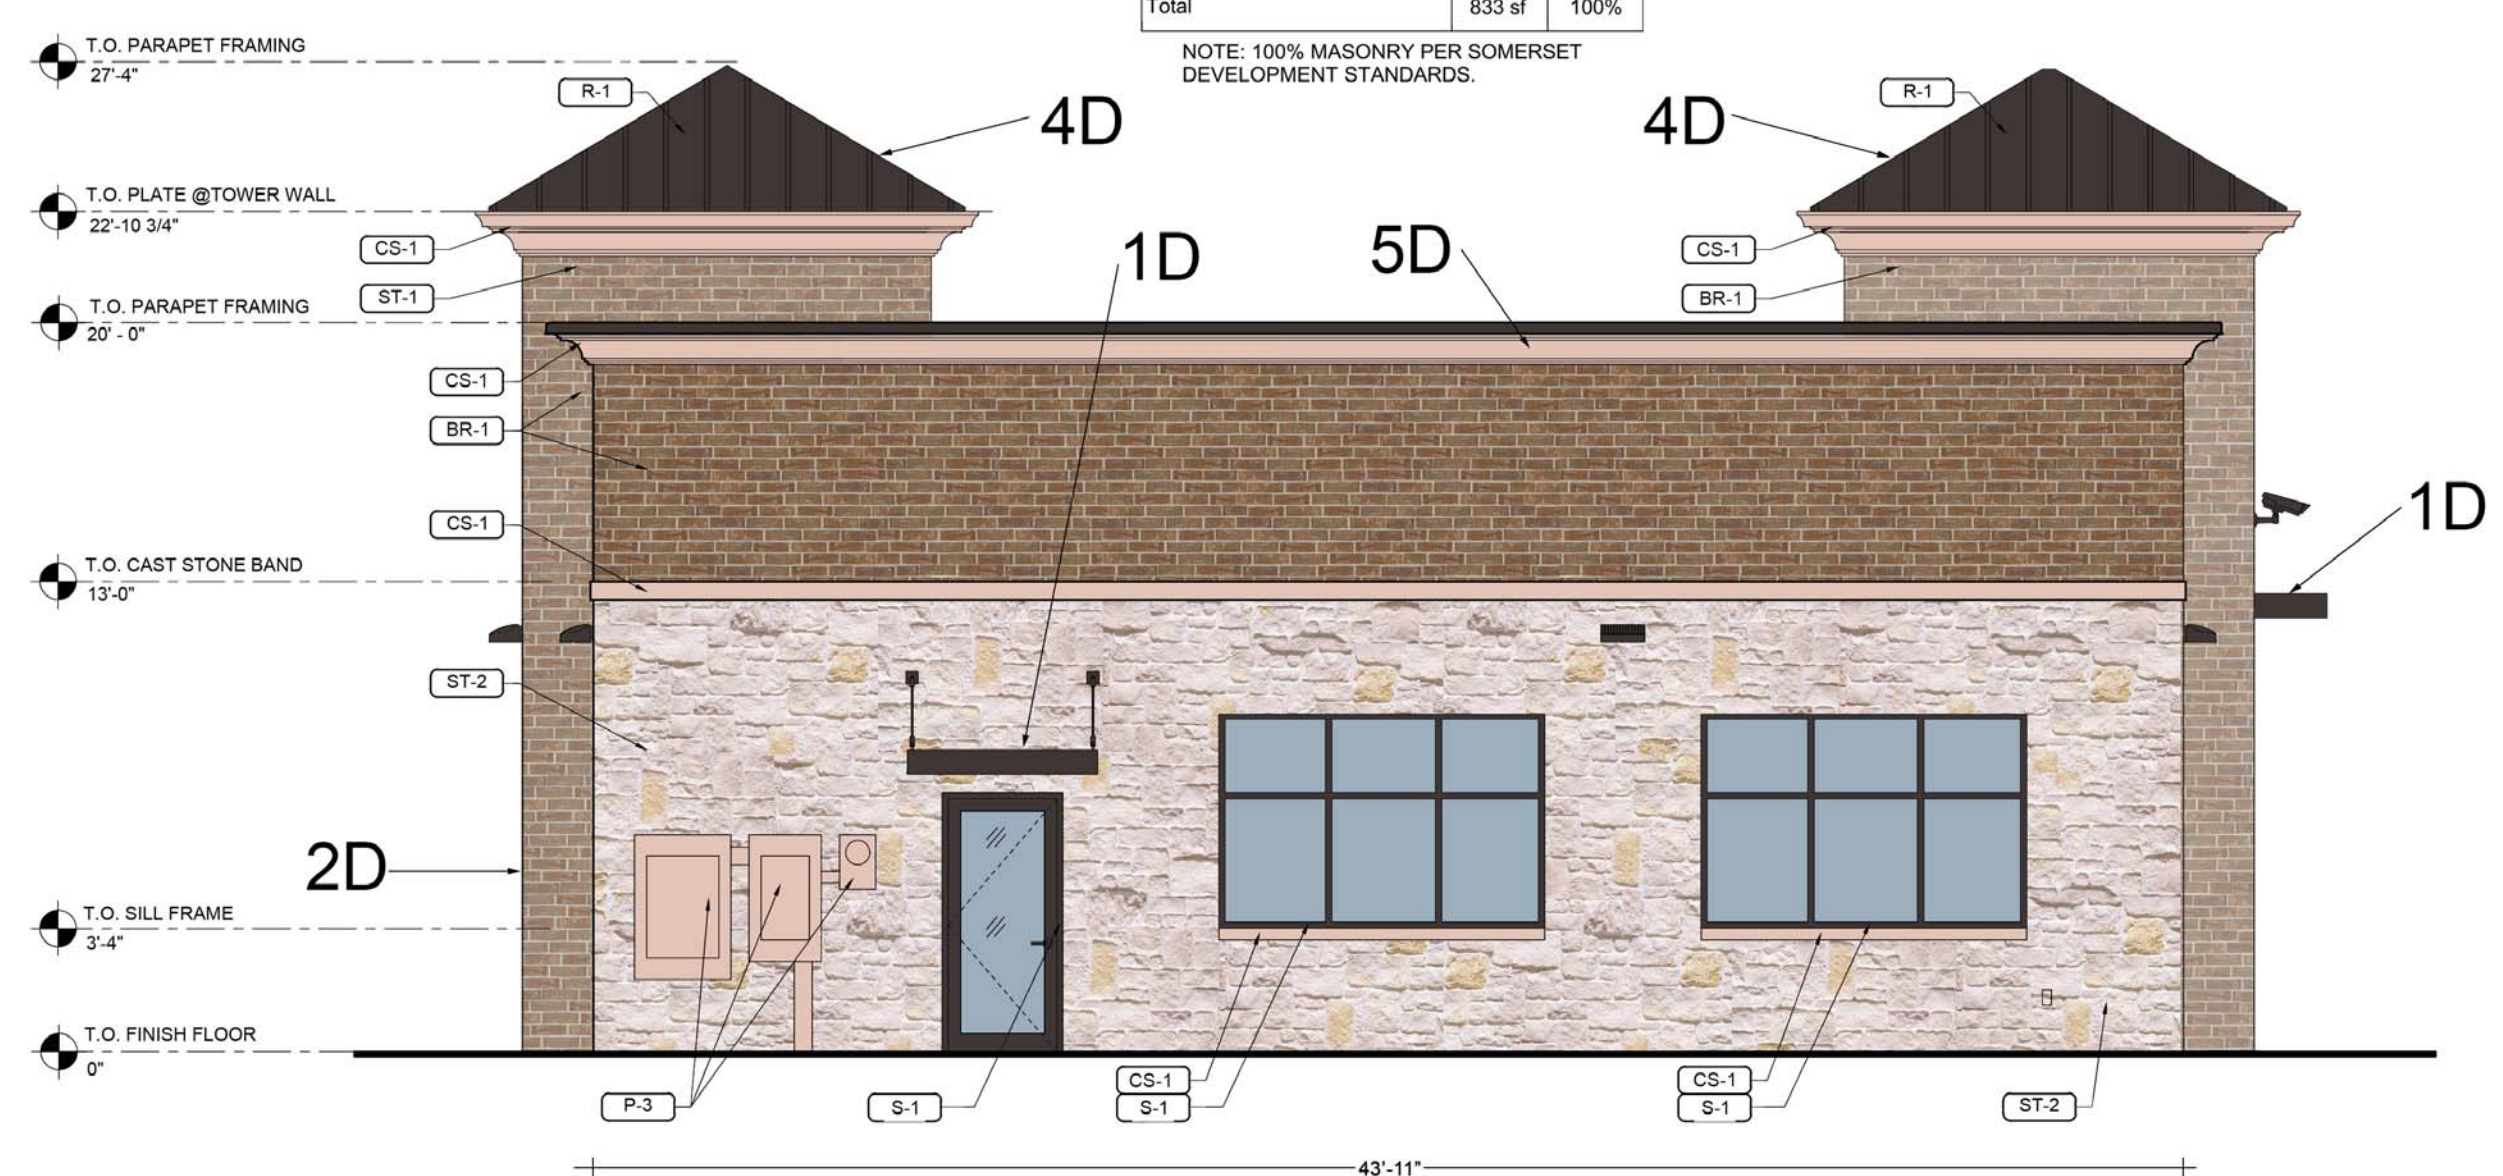 Total 833 sf 100%
NOTE: 100% MASONRY PER SOMERSET
DEVELOPMENT STANDARDS.
T.O. PARAPET FRAMING
27'-4"
R-1
4D
4D
R-1
T.O. PLATE @TOWER WALL
22'-10 3/4"
CS-1
1D
5D
CS-1
ST-1
BR-1
T.O. PARAPET FRAMING
20' - 0"
CS-1
BR-1
CS-1
1D
T.O. CAST STONE BAND
13'-0"
ST-2
2D
T.O. SILL FRAME
3'-4"
T.O. FINISH FLOOR
0"
P-3
S-1
CS-1
S-1
CS-1
S-1
ST-2
43'-11"